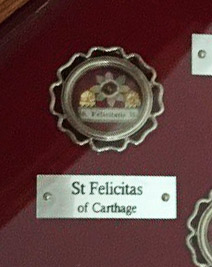 S. Felicitatis M.
St Felicitas
of Carthage